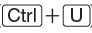 Ctrl + U